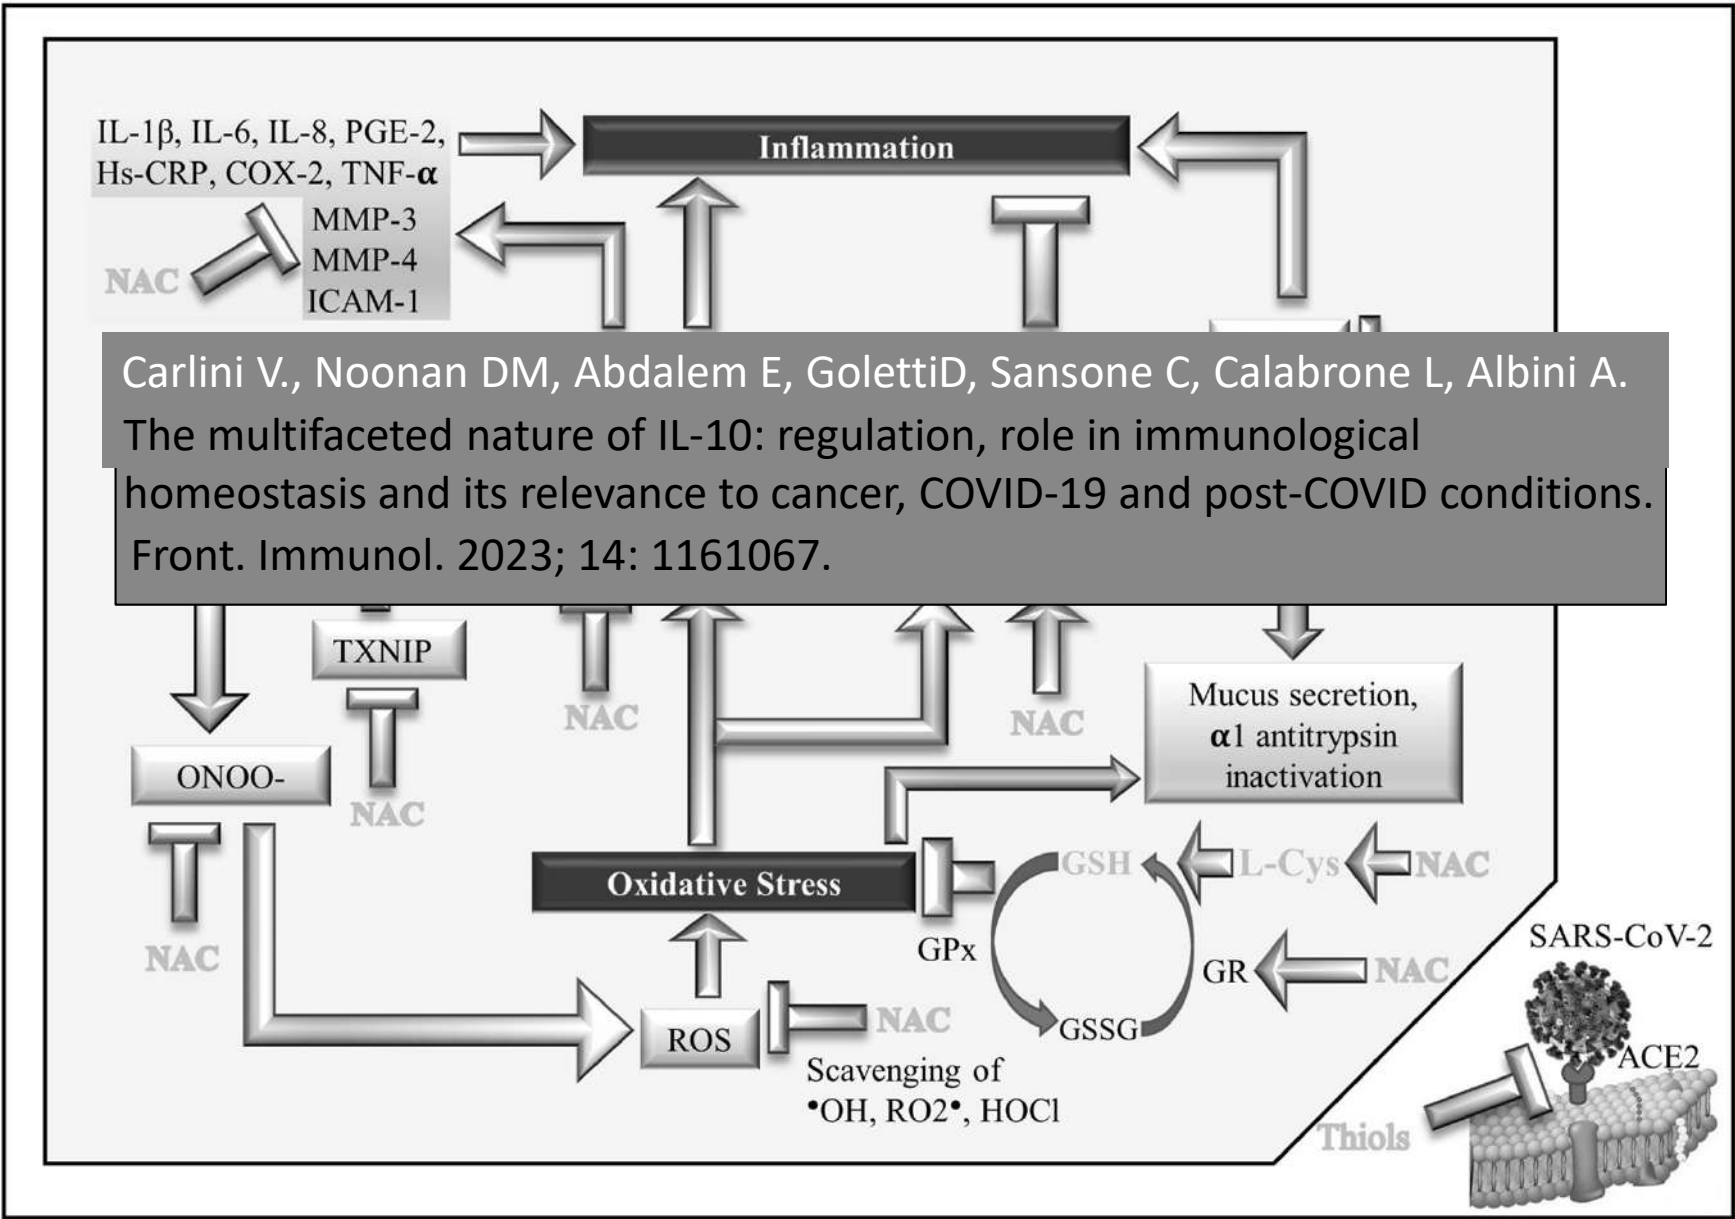 IL-1β, IL-6, IL-8, PGE-2,
Hs-CRP, COX-2, TNF-α
MMP-3
MMP-4
ICAM-1
NAC
Inflammation
Carlini V., Noonan DM, Abdalem E, GolettiD, Sansone C, Calabrone L, Albini A.
The multifaceted nature of IL-10: regulation, role in immunological
homeostasis and its relevance to cancer, COVID-19 and post-COVID conditions.
Front. Immunol. 2023; 14: 1161067.
TXNIP
NAC
NAC
NAC
ONOO-
NAC
Mucus secretion,
α1 antitrypsin
inactivation
Oxidative Stress
GPx
GSH
L-Cys
NAC
GSSG
GR
NAC
ROS
NAC
Scavenging of
•OH, RO2•, HOCl
SARS-CoV-2
ACE2
Thiols